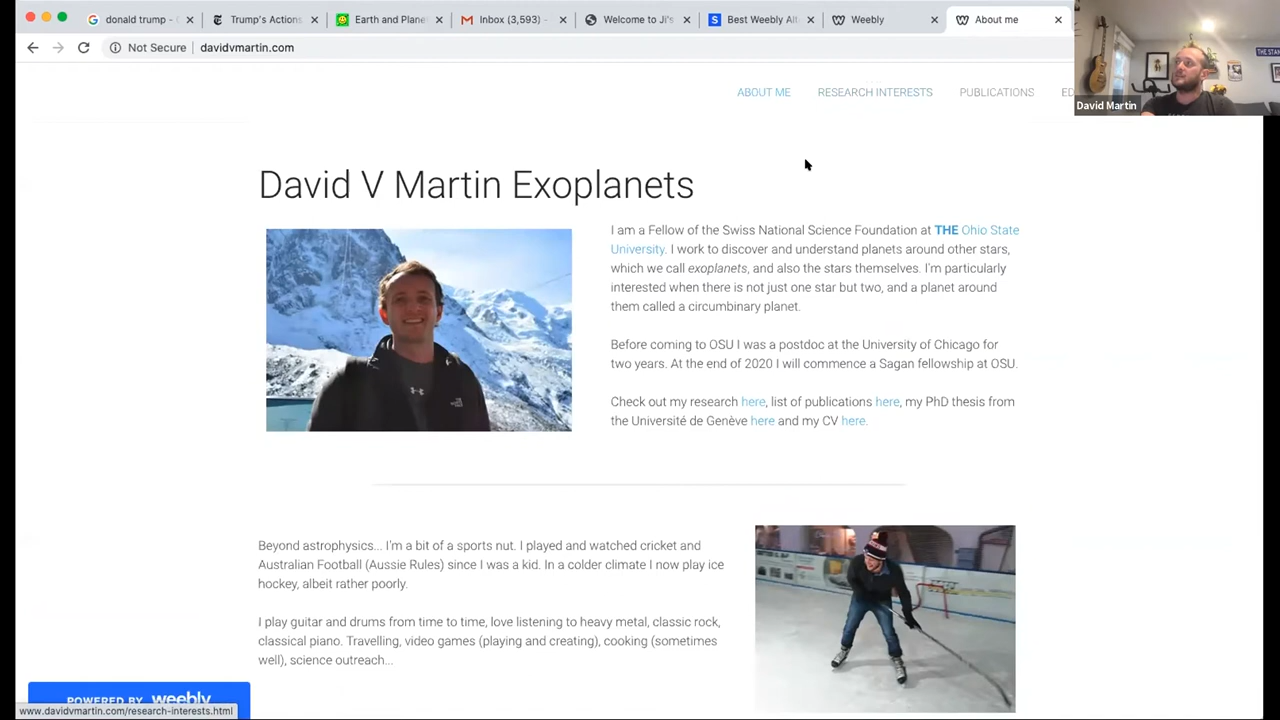 donald trump -
Trump's Actions
Earth and Plane
Inbox (3,593) -
Welcome to Ji's
Best Weebly Alt
Weebly
About me
Not Secure
davidvmartin.com
David Martin
ABOUT ME
RESEARCH INTERESTS
PUBLICATIONS
David V Martin Exoplanets
I am a Fellow of the Swiss National Science Foundation at THE Ohio State
University. I work to discover and understand planets around other stars,
which we call exoplanets, and also the stars themselves. I'm particularly
interested when there is not just one star but two, and a planet around
them called a circumbinary planet.
Before coming to OSU I was a postdoc at the University of Chicago for
two years. At the end of 2020 I will commence a Sagan fellowship at OSU.
Check out my research here, list of publications here, my PhD thesis from
the Université de Genève here and my CV here.
Beyond astrophysics... I'm a bit of a sports nut. I played and watched cricket and
Australian Football (Aussie Rules) since I was a kid. In a colder climate I now play ice
hockey, albeit rather poorly.
I play guitar and drums from time to time, love listening to heavy metal, classic rock,
classical piano. Travelling, video games (playing and creating), cooking (sometimes
well), science outreach...
POWERED BY weebly
www.davidvmartin.com/research-interests.html